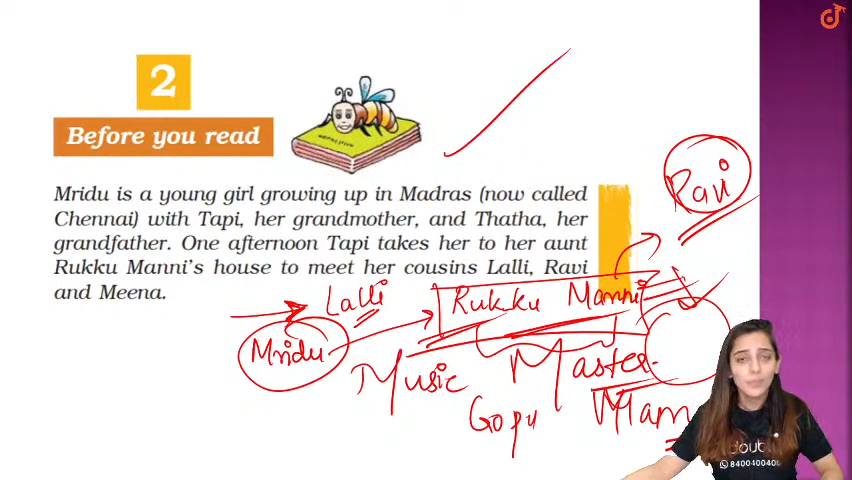 2
Before you read
Mridu is a young girl growing up in Madras (now called
Chennai) with Tapi, her grandmother, and Thatha, her
grandfather. One afternoon Tapi takes her to her aunt
Rukku Manni's house to meet her cousins Lalli, Ravi
and Meena.
Ravi
Lalli
Rukku Manni
Mridu
Music Master
Gopu
8400400400